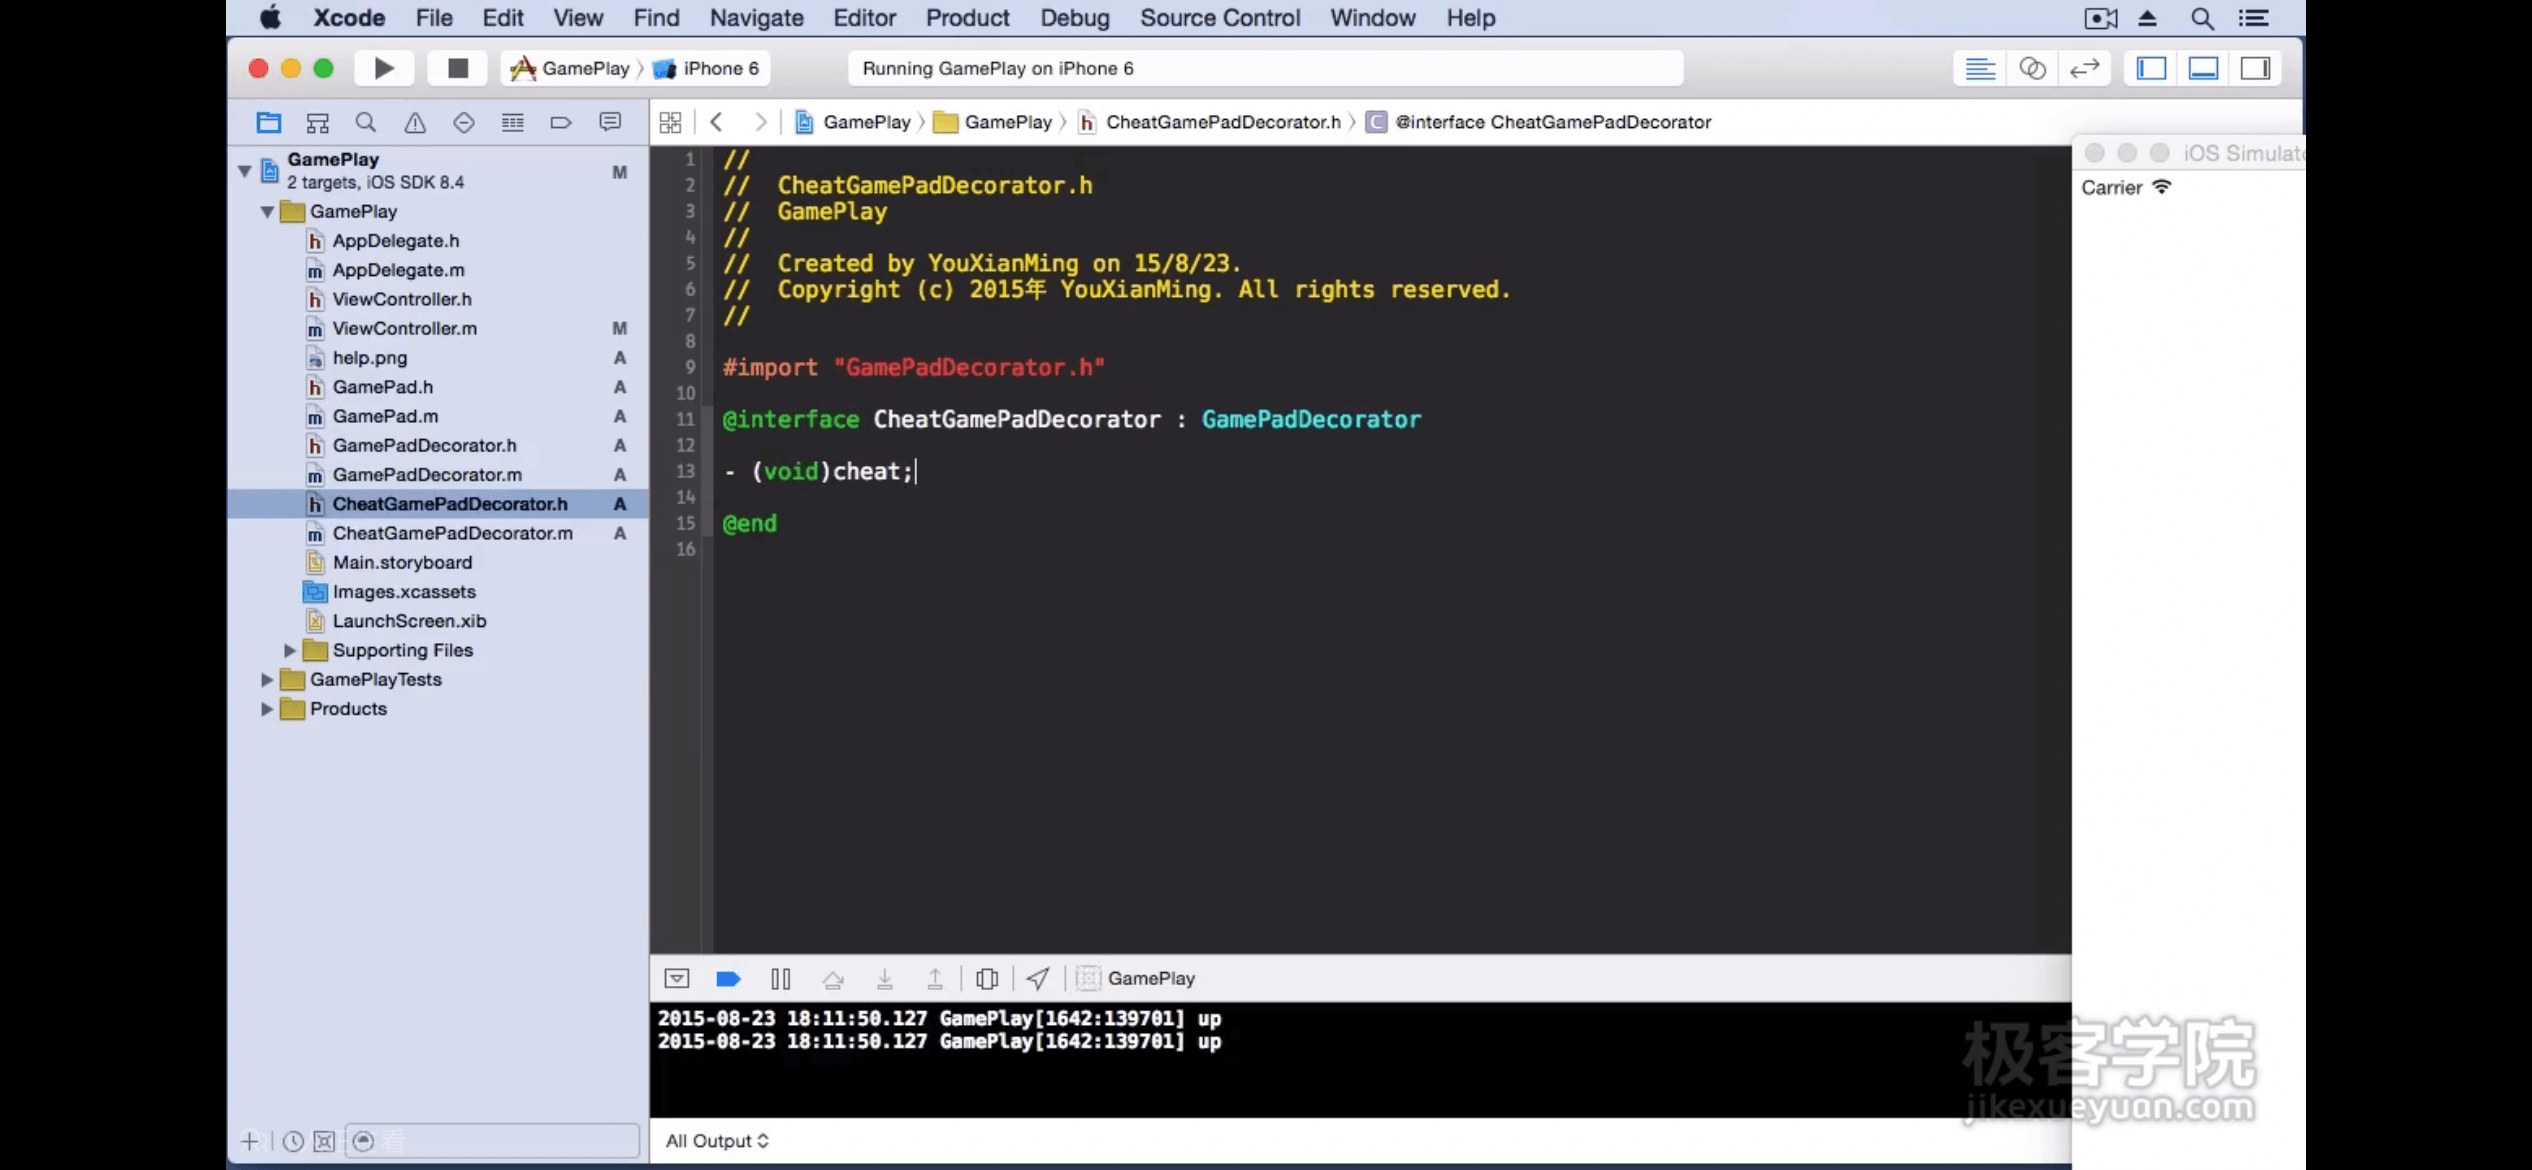 Xcode File Edit View Find Navigate Editor Product Debug Source Control Window Help
GamePlay iPhone 6
Running GamePlay on iPhone 6
GamePlay GamePlay CheatGamePadDecorator.h C @interface CheatGamePadDecorator
GamePlay
2 targets, iOS SDK 8.4
M
GamePlay
h AppDelegate.h
m AppDelegate.m
h ViewController.h
m ViewController.m M
help.png A
h GamePad.h A
m GamePad.m A
h GamePadDecorator.h A
m GamePadDecorator.m A
h CheatGamePadDecorator.h A
m CheatGamePadDecorator.m A
Main.storyboard
Images.xcassets
LaunchScreen.xib
Supporting Files
GamePlayTests
Products
1 //
2 // CheatGamePadDecorator.h
3 // GamePlay
4 //
5 // Created by YouXianMing on 15/8/23.
6 // Copyright (c) 2015年 YouXianMing. All rights reserved.
7 //
8
9 #import "GamePadDecorator.h"
10
11 @interface CheatGamePadDecorator : GamePadDecorator
12
13 - (void)cheat;
14
15 @end
16
iOS Simulato
Carrier
GamePlay
2015-08-23 18:11:50.127 GamePlay[1642:139701] up
2015-08-23 18:11:50.127 GamePlay[1642:139701] up
All Output
极客学院
jikexueyuan.com